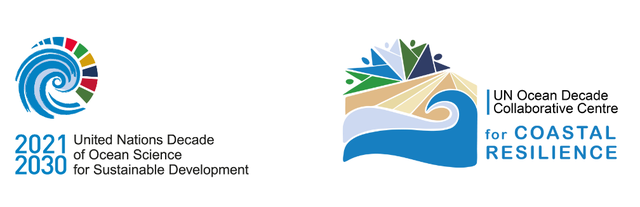 2021
2030
United Nations Decade
of Ocean Science
for Sustainable Development
UN Ocean Decade
Collaborative Centre
for COASTAL
RESILIENCE